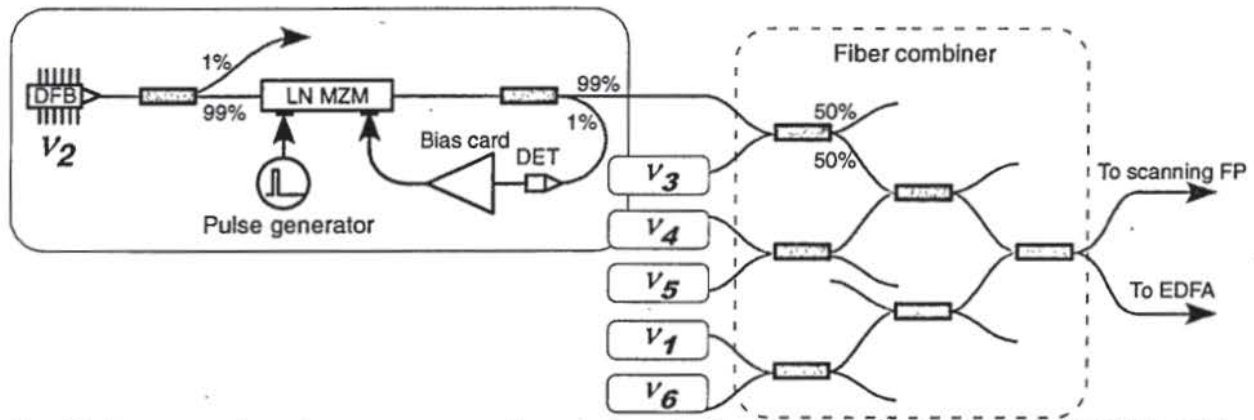 1%
DFB
99%
ν2
LN MZM
99%
1%
Bias card
DET
Pulse generator
ν3
ν4
ν5
ν1
ν6
Fiber combiner
50%
50%
To scanning FP
To EDFA